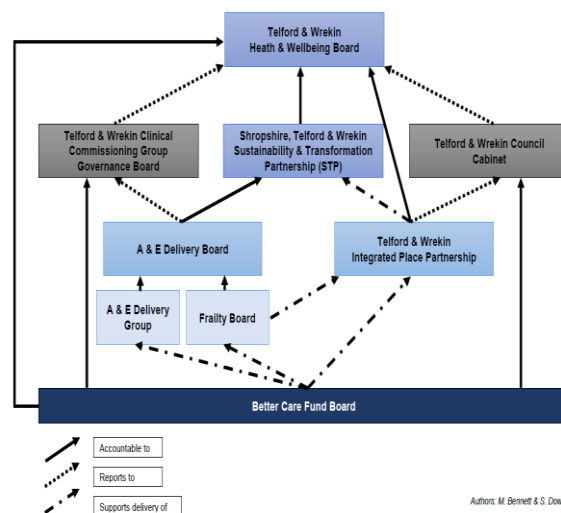 Telford & Wrekin
Heath & Wellbeing Board
Telford & Wrekin Clinical
Commissioning Group
Governance Board
Shropshire, Telford & Wrekin
Sustainability & Transformation
Partnership (STP)
Telford & Wrekin Council
Cabinet
A & E Delivery Board
Telford & Wrekin
Integrated Place Partnership
A & E Delivery
Group
Frailty Board
Better Care Fund Board
Accountable to
Reports to
Supports delivery of
Authors: M. Bennett & S. Dow